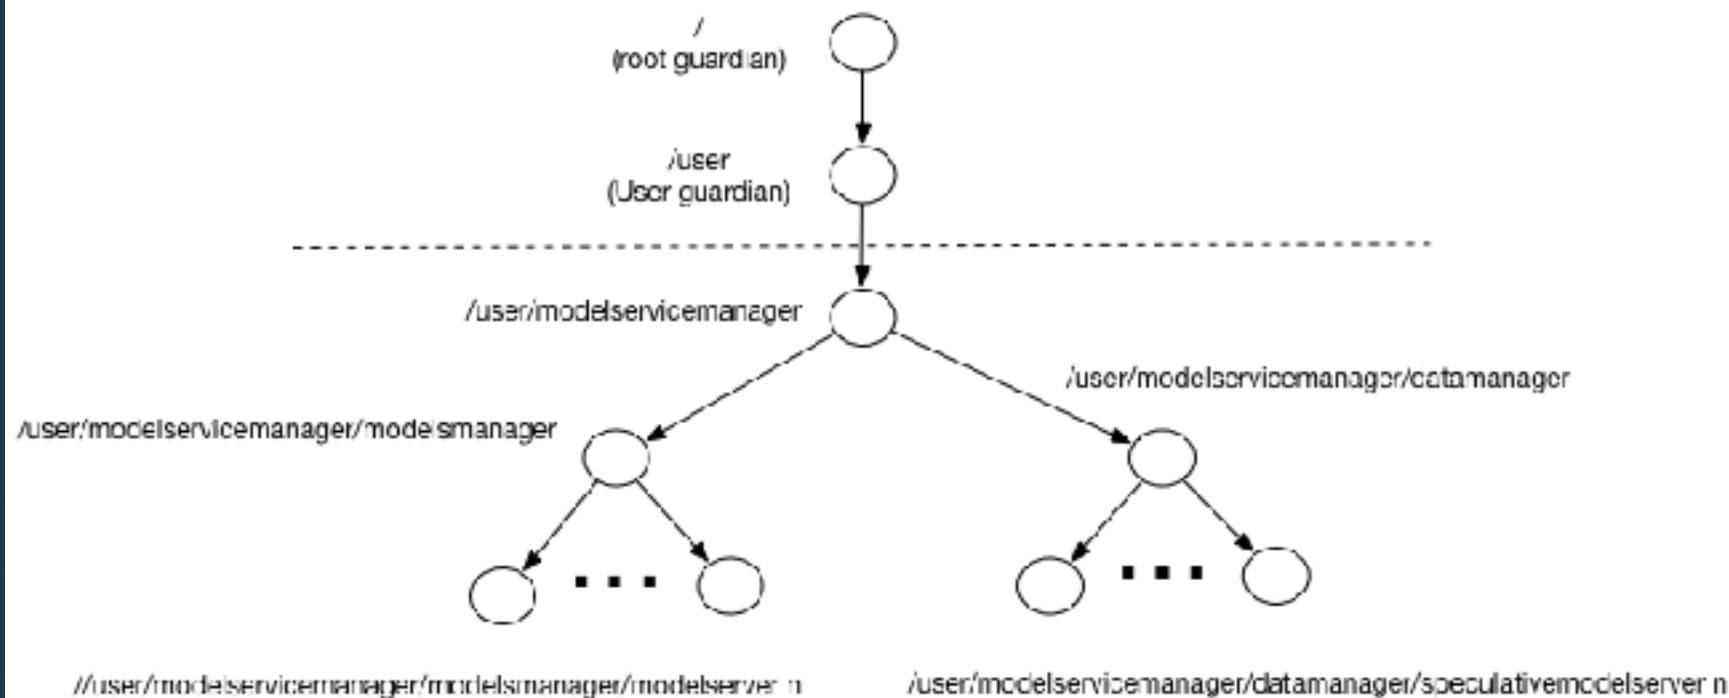 /
(root guardian)
/user
(User guardian)
/user/modelservicemanager
/user/modelservicemanager/datamanager
/user/modelservicemanager/modelsmanager
//user/modelservicemanager/modelsmanager/modelserver n
/user/modelservicemanager/datamanager/speculativemodelserver n